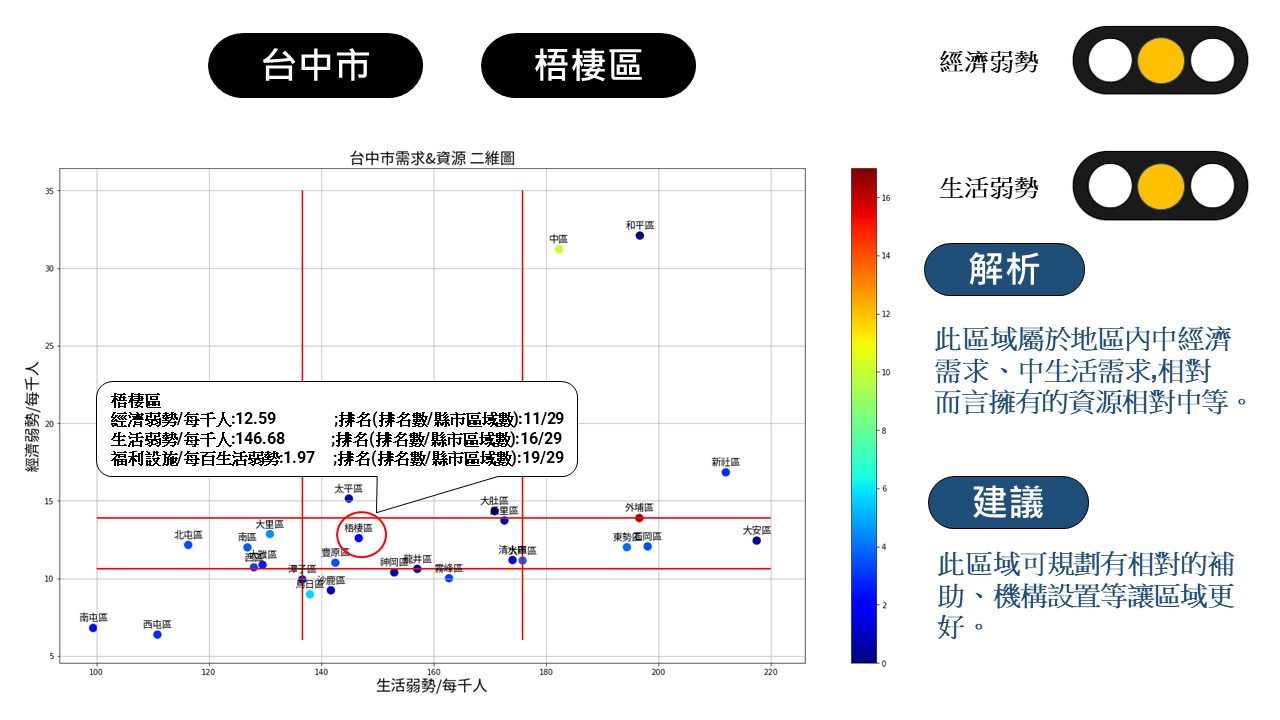 台中市
梧棲區
經濟弱勢
生活弱勢
台中市需求&資源 二維圖
經濟弱勢/每千人
35
30
25
20
15
10
5
和平區
中區
新社區
太平區
大肚區
外埔區
大安區
北屯區
大里區
梧棲區
南區
東勢區
豐原區
神岡區
龍井區
霧峰區
潭子區
烏日區
沙鹿區
南屯區
西屯區
梧棲區
經濟弱勢/每千人:12.59 ;排名(排名數/縣市區域數):11/29
生活弱勢/每千人:146.68 ;排名(排名數/縣市區域數):16/29
福利設施/每百生活弱勢:1.97 ;排名(排名數/縣市區域數):19/29
100
120
140
160
180
200
220
生活弱勢/每千人
16
14
12
10
8
6
4
2
0
解析
此區域屬於地區內中經濟
需求、中生活需求,相對
而言擁有的資源相對中等。
建議
此區域可規劃有相對的補
助、機構設置等讓區域更
好。